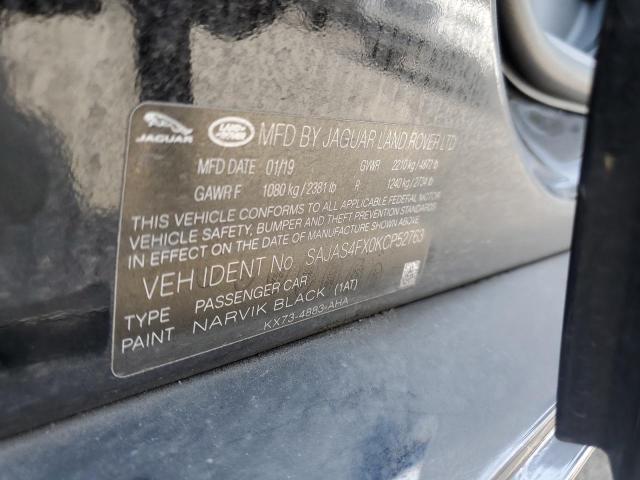 JAGUAR LAND ROVER MFD BY JAGUAR LAND ROVER LTD
MFD DATE 01/19 GVWR 2210 kg / 4872 lb
GAWR F 1080 kg / 2381 lb R 1240 kg / 2734 lb
THIS VEHICLE CONFORMS TO ALL APPLICABLE FEDERAL MOTOR
VEHICLE SAFETY, BUMPER AND THEFT PREVENTION STANDARDS
IN EFFECT ON THE DATE OF MANUFACTURE SHOWN ABOVE
VEH IDENT No SAJAS4FX0KCP52763
TYPE PASSENGER CAR
PAINT NARVIK BLACK (1AT)
KX73-4883-AHA